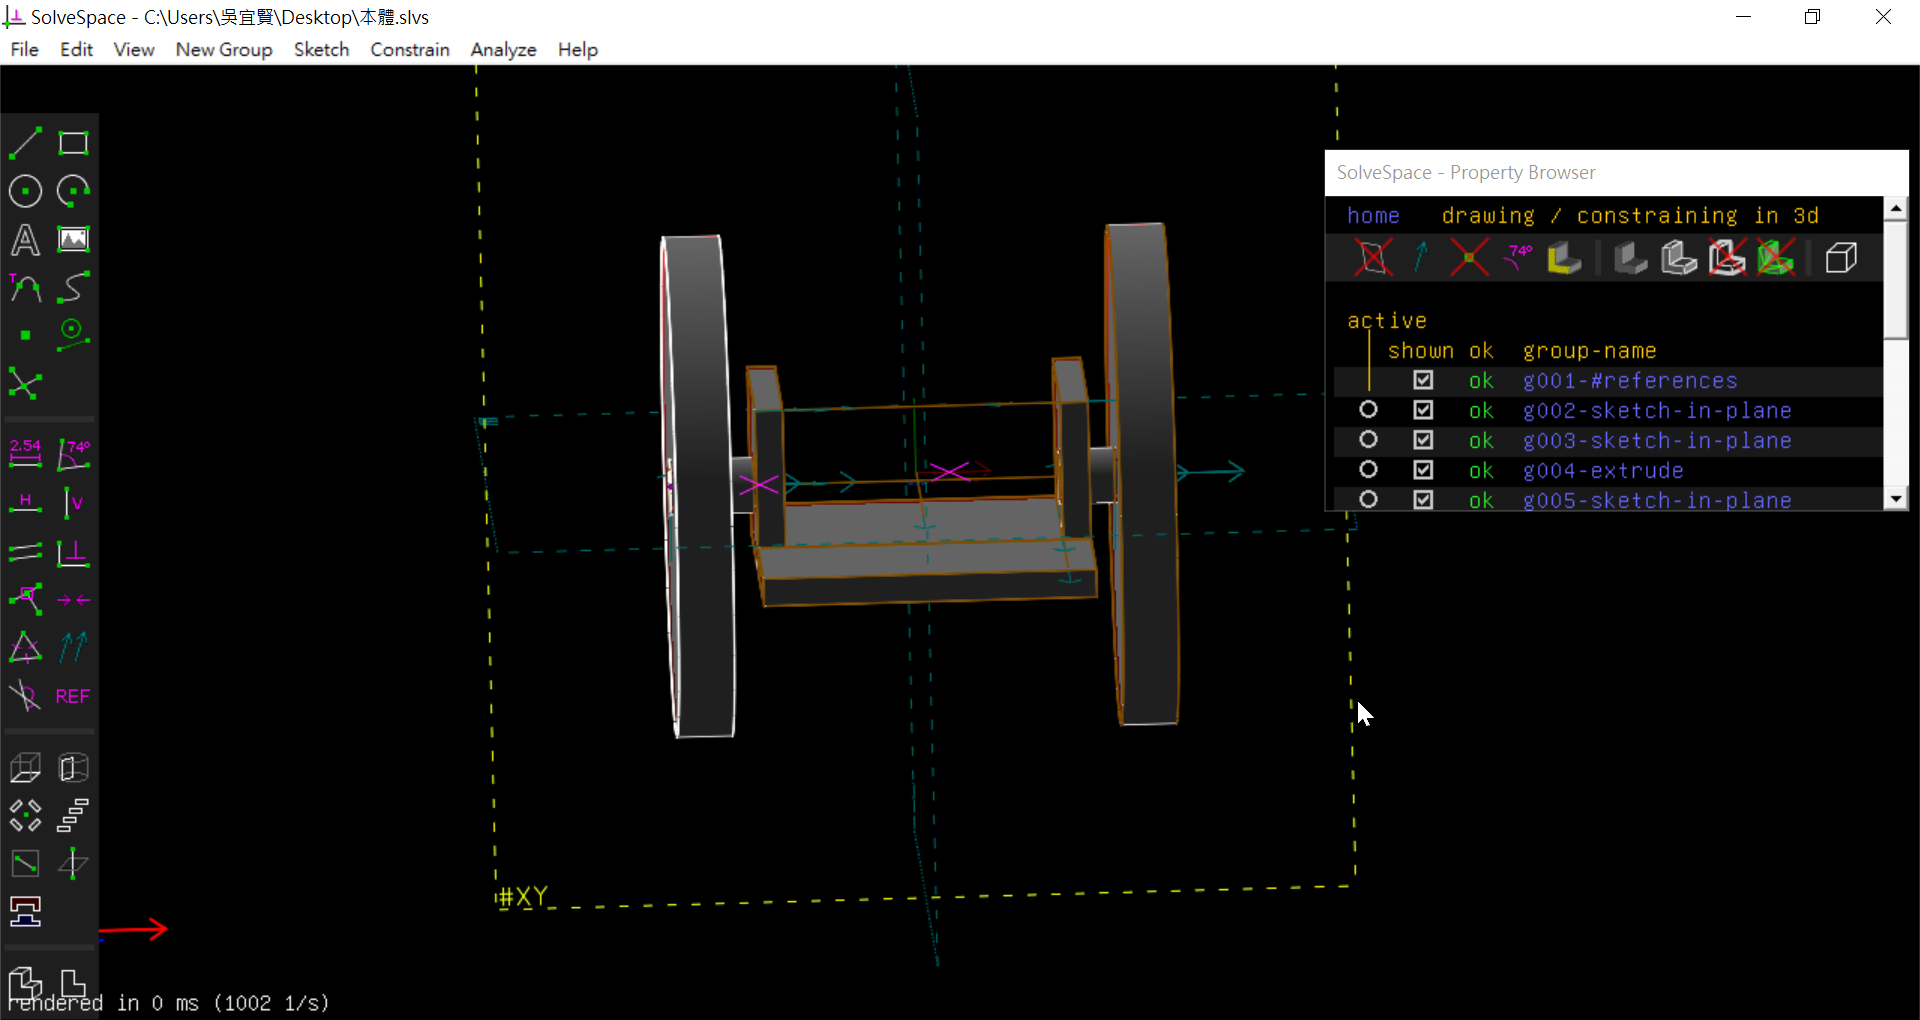 SolveSpace - C:\Users\吳宜賢\Desktop\本體.slvs
File Edit View New Group Sketch Constrain Analyze Help
SolveSpace - Property Browser
home drawing / constraining in 3d
74°
active
shown ok group-name
ok g001-#references
ok g002-sketch-in-plane
ok g003-sketch-in-plane
ok g004-extrude
ok g005-sketch-in-plane
A
T
2.54 74°
H V
REF
#XY
rendered in 0 ms (1002 1/s)